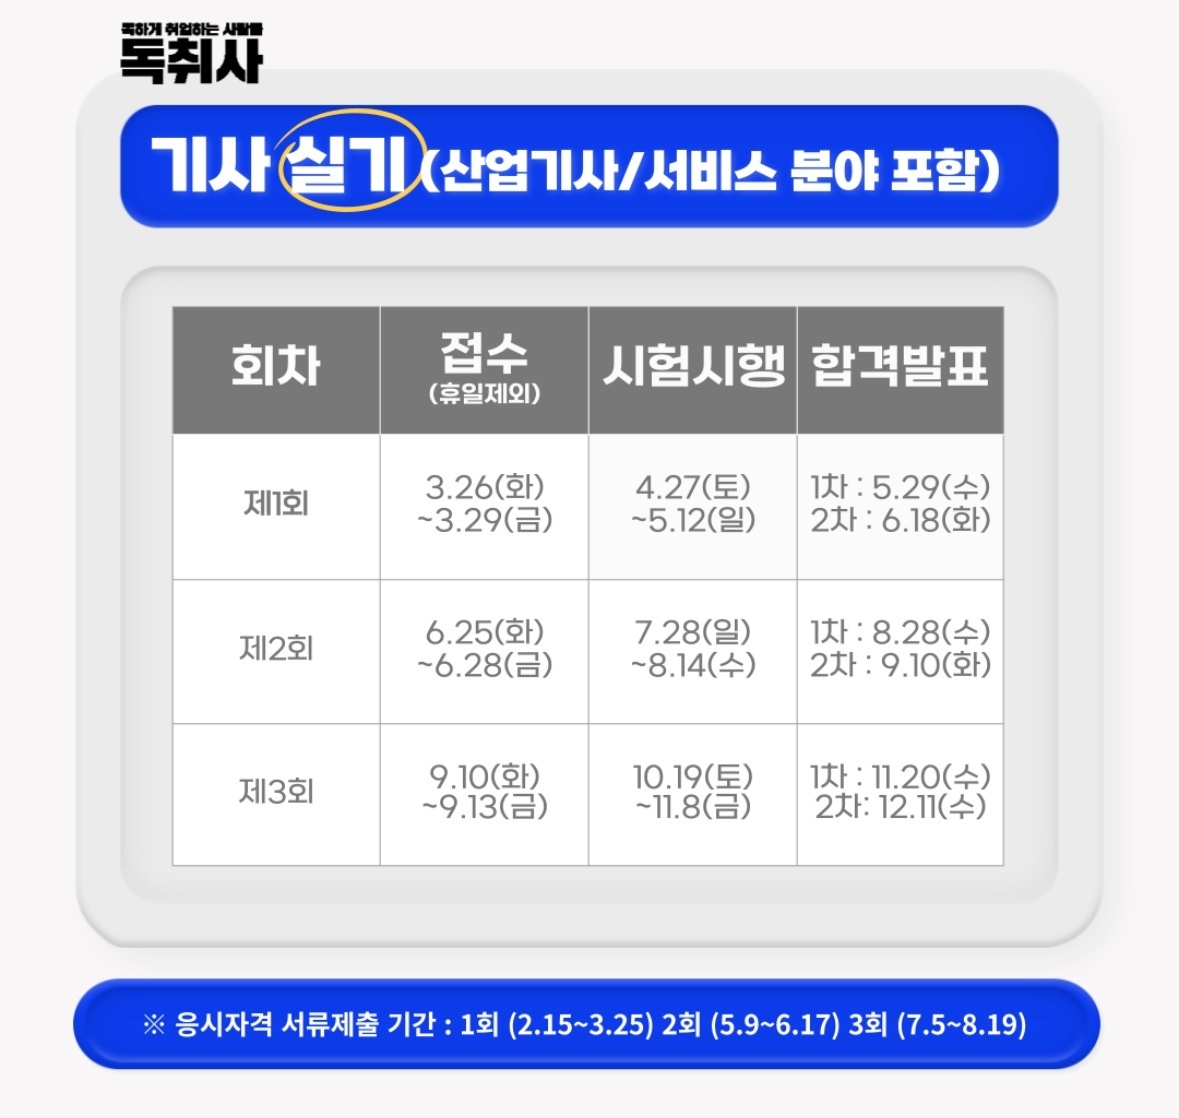 독하게 취업하는 사람들
독취사
기사 실기(산업기사/서비스 분야 포함)
회차 접수 시험시행 합격발표
(휴일제외)
제1회 3.26(화) 4.27(토) 1차 : 5.29(수)
~3.29(금) ~5.12(일) 2차 : 6.18(화)
제2회 6.25(화) 7.28(일) 1차 : 8.28(수)
~6.28(금) ~8.14(수) 2차 : 9.10(화)
제3회 9.10(화) 10.19(토) 1차 : 11.20(수)
~9.13(금) ~11.8(금) 2차: 12.11(수)
※ 응시자격 서류제출 기간 : 1회 (2.15~3.25) 2회 (5.9~6.17) 3회 (7.5~8.19)